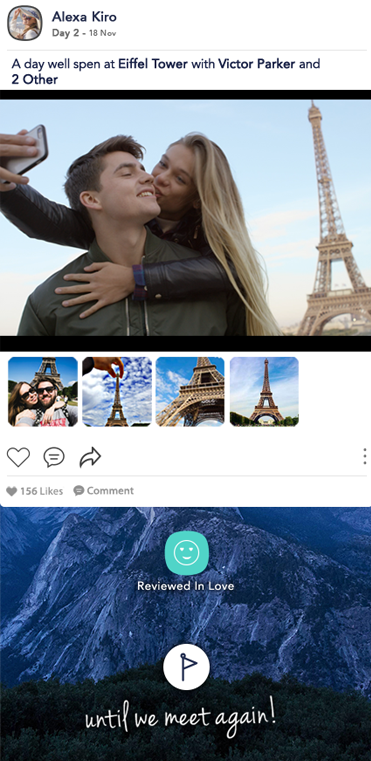 Alexa Kiro
Day 2 - 18 Nov
A day well spen at Eiffel Tower with Victor Parker and
2 Other
156 Likes Comment
Reviewed In Love
until we meet again!